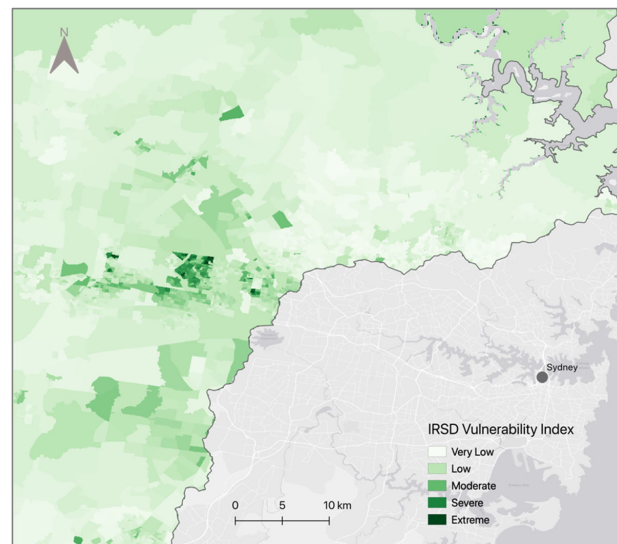 N
Sydney
IRSD Vulnerability Index
Very Low
Low
Moderate
Severe
Extreme
0 5 10 km